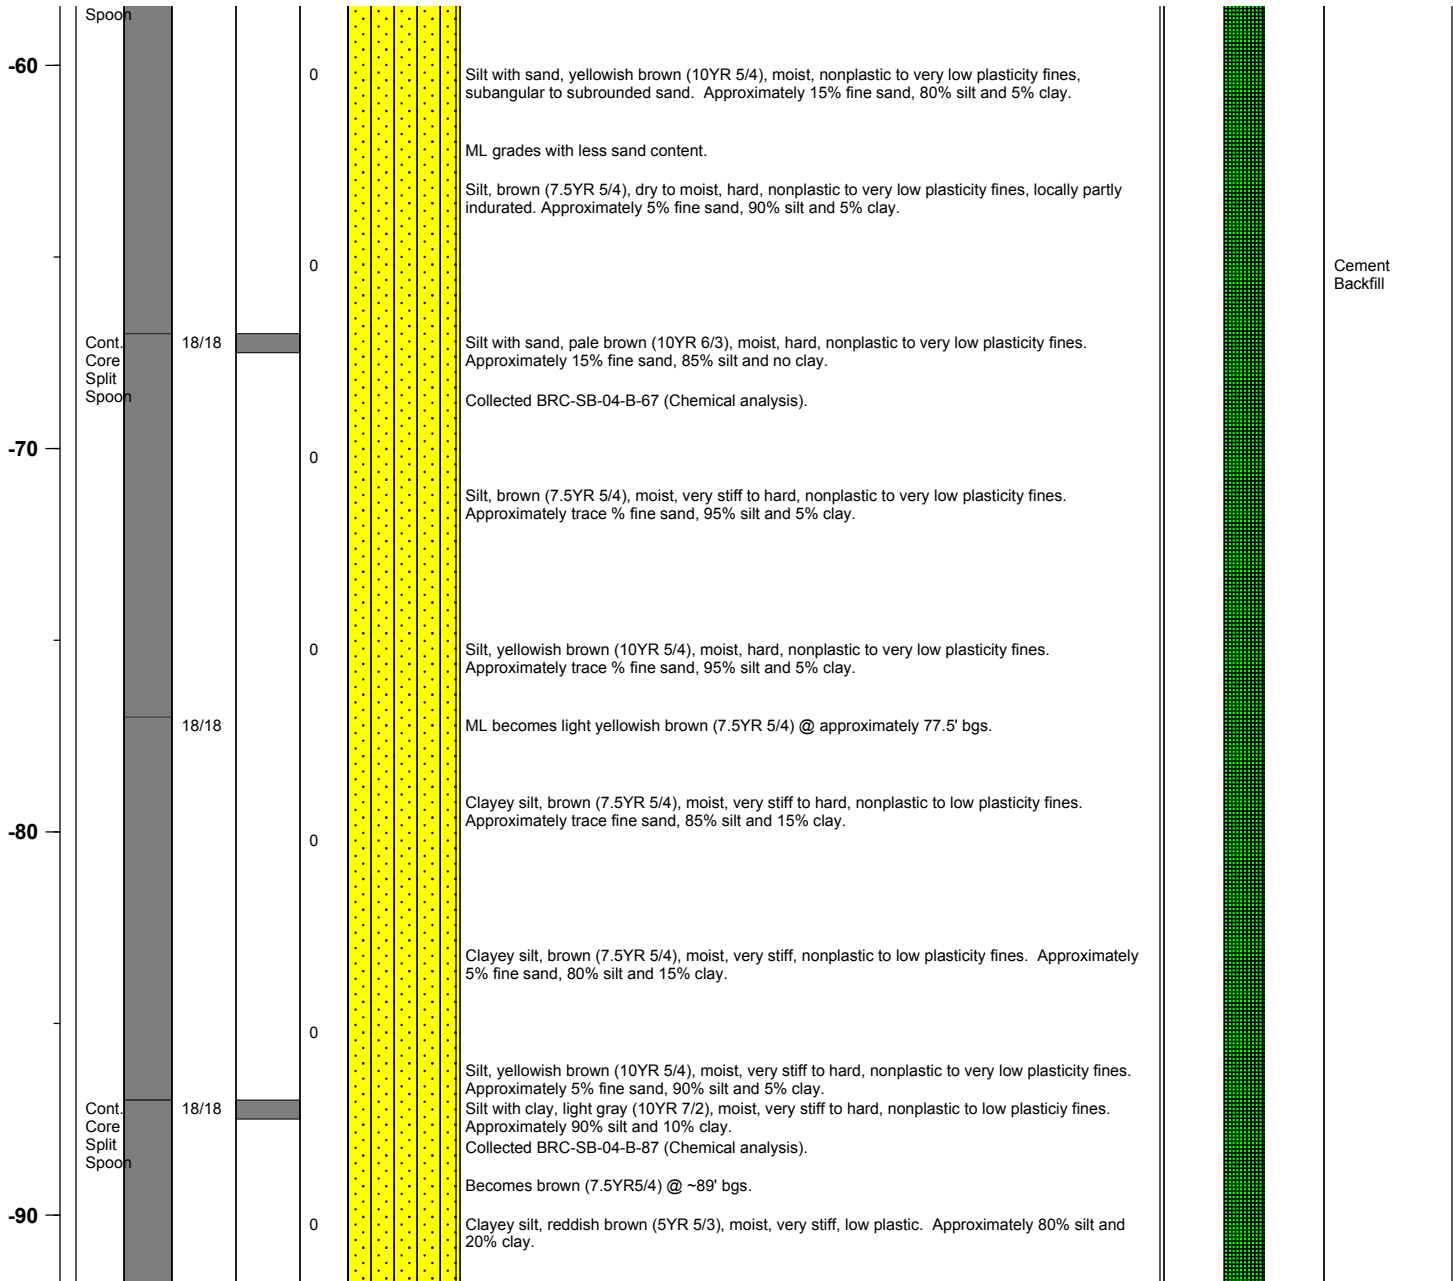 Spoon
-60
0
Silt with sand, yellowish brown (10YR 5/4), moist, nonplastic to very low plasticity fines,
subangular to subrounded sand.  Approximately 15% fine sand, 80% silt and 5% clay.
ML grades with less sand content.
Silt, brown (7.5YR 5/4), dry to moist, hard, nonplastic to very low plasticity fines, locally partly
indurated. Approximately 5% fine sand, 90% silt and 5% clay.
0
Cement
Backfill
Cont.
Core
Split
Spoon
18/18
Silt with sand, pale brown (10YR 6/3), moist, hard, nonplastic to very low plasticity fines.
Approximately 15% fine sand, 85% silt and no clay.
Collected BRC-SB-04-B-67 (Chemical analysis).
-70
0
Silt, brown (7.5YR 5/4), moist, very stiff to hard, nonplastic to very low plasticity fines.
Approximately trace % fine sand, 95% silt and 5% clay.
0
Silt, yellowish brown (10YR 5/4), moist, hard, nonplastic to very low plasticity fines.
Approximately trace % fine sand, 95% silt and 5% clay.
18/18
ML becomes light yellowish brown (7.5YR 5/4) @ approximately 77.5' bgs.
Clayey silt, brown (7.5YR 5/4), moist, very stiff to hard, nonplastic to low plasticity fines.
Approximately trace fine sand, 85% silt and 15% clay.
-80
0
Clayey silt, brown (7.5YR 5/4), moist, very stiff, nonplastic to low plasticity fines.  Approximately
5% fine sand, 80% silt and 15% clay.
0
Silt, yellowish brown (10YR 5/4), moist, very stiff to hard, nonplastic to very low plasticity fines.
Approximately 5% fine sand, 90% silt and 5% clay.
Cont.
Core
Split
Spoon
18/18
Silt with clay, light gray (10YR 7/2), moist, very stiff to hard, nonplastic to low plasticiy fines.
Approximately 90% silt and 10% clay.
Collected BRC-SB-04-B-87 (Chemical analysis).
Becomes brown (7.5YR5/4) @ ~89' bgs.
-90
0
Clayey silt, reddish brown (5YR 5/3), moist, very stiff, low plastic.  Approximately 80% silt and
20% clay.